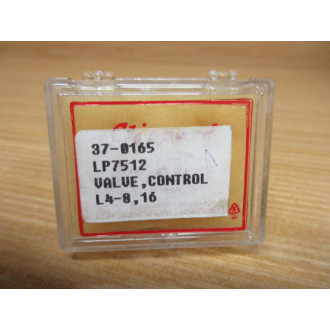 37-0165
LP7512
VALVE,CONTROL
L4-8,16